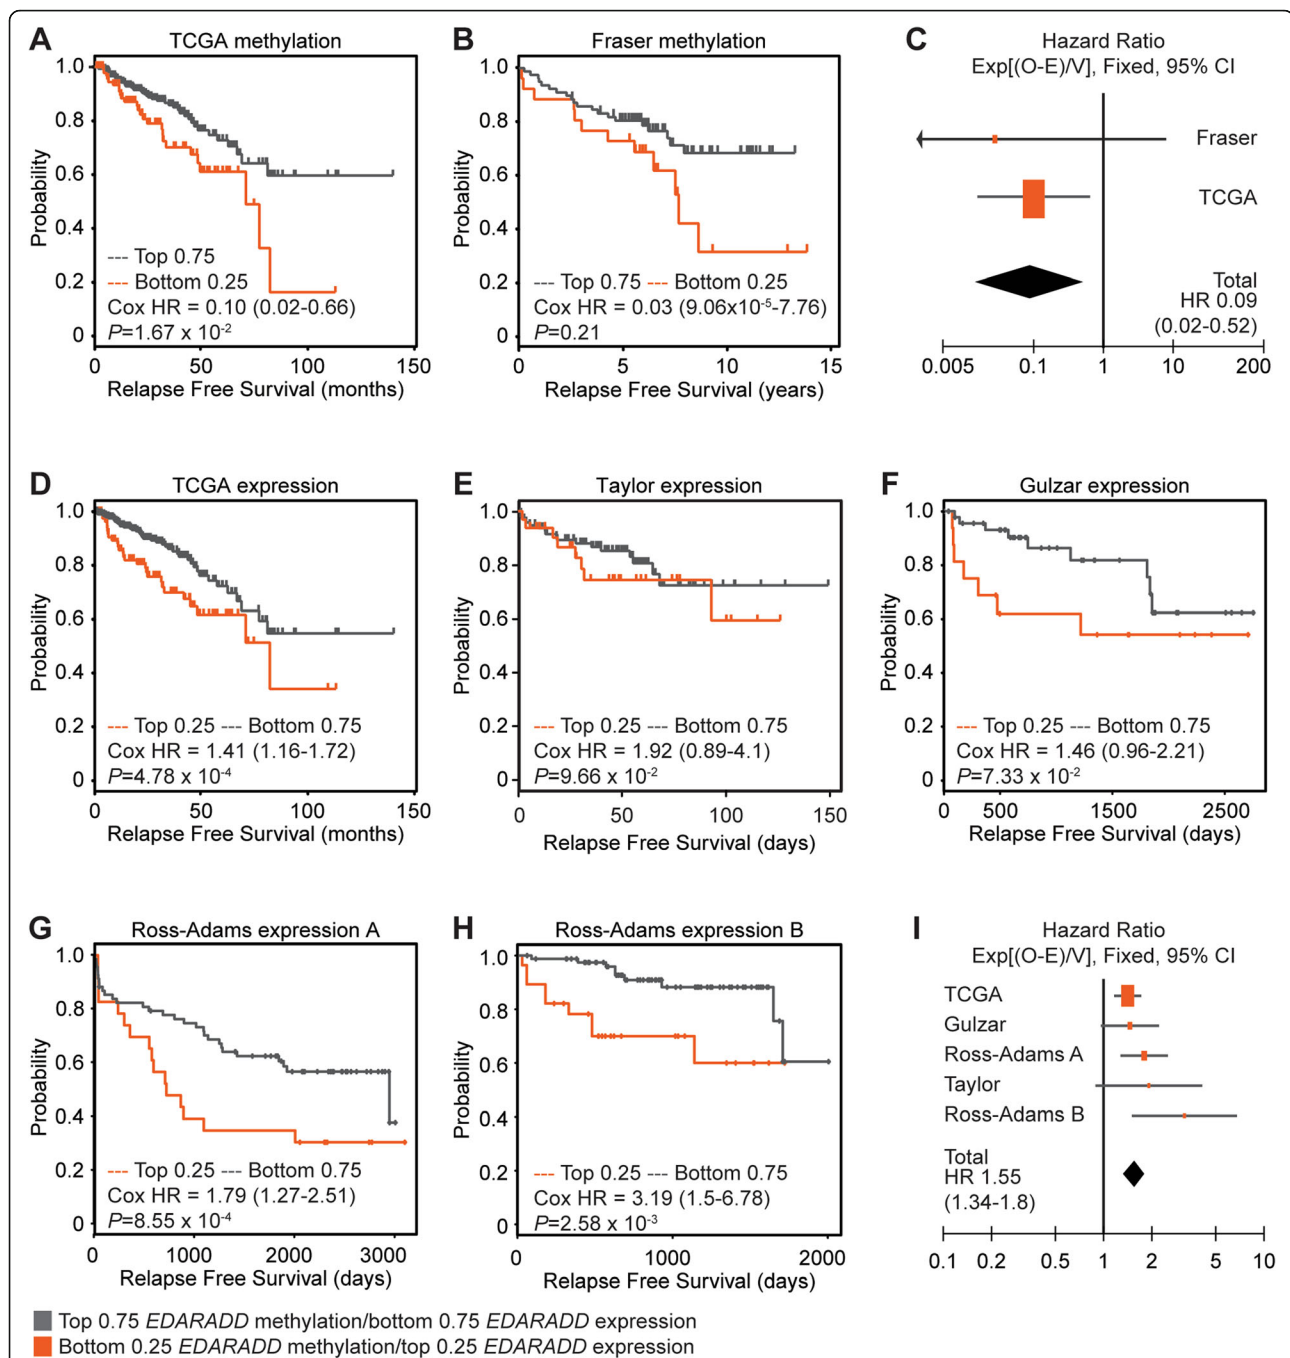 A
TCGA methylation
1.0
0.8
0.6
0.4
0.2
0
Probability
Top 0.75
Bottom 0.25
Cox HR = 0.10 (0.02-0.66)
P=1.67 x 10-2
0 50 100 150
Relapse Free Survival (months)
B
Fraser methylation
1.0
0.8
0.6
0.4
0.2
0
Probability
Top 0.75 Bottom 0.25
Cox HR = 0.03 (9.06x10-5-7.76)
P=0.21
0 5 10 15
Relapse Free Survival (years)
C
Hazard Ratio
Exp[(O-E)/V], Fixed, 95% CI
Fraser
TCGA
Total
HR 0.09
(0.02-0.52)
0.005 0.1 1 10 200
D
TCGA expression
1.0
0.8
0.6
0.4
0.2
0
Probability
Top 0.25 Bottom 0.75
Cox HR = 1.41 (1.16-1.72)
P=4.78 x 10-4
0 50 100 150
Relapse Free Survival (months)
E
Taylor expression
1.0
0.8
0.6
0.4
0.2
0
Probability
Top 0.25 Bottom 0.75
Cox HR = 1.92 (0.89-4.1)
P=9.66 x 10-2
0 50 100 150
Relapse Free Survival (days)
F
Gulzar expression
1.0
0.8
0.6
0.4
0.2
0
Probability
Top 0.25 Bottom 0.75
Cox HR = 1.46 (0.96-2.21)
P=7.33 x 10-2
0 500 1500 2500
Relapse Free Survival (days)
G
Ross-Adams expression A
1.0
0.8
0.6
0.4
0.2
0
Probability
Top 0.25 Bottom 0.75
Cox HR = 1.79 (1.27-2.51)
P=8.55 x 10-4
0 1000 2000 3000
Relapse Free Survival (days)
H
Ross-Adams expression B
1.0
0.8
0.6
0.4
0.2
0
Probability
Top 0.25 Bottom 0.75
Cox HR = 3.19 (1.5-6.78)
P=2.58 x 10-3
0 1000 2000
Relapse Free Survival (days)
I
Hazard Ratio
Exp[(O-E)/V], Fixed, 95% CI
TCGA
Gulzar
Ross-Adams A
Taylor
Ross-Adams B
Total
HR 1.55
(1.34-1.8)
0.1 0.2 0.5 1 2 5 10
Top 0.75 EDARADD methylation/bottom 0.75 EDARADD expression
Bottom 0.25 EDARADD methylation/top 0.25 EDARADD expression